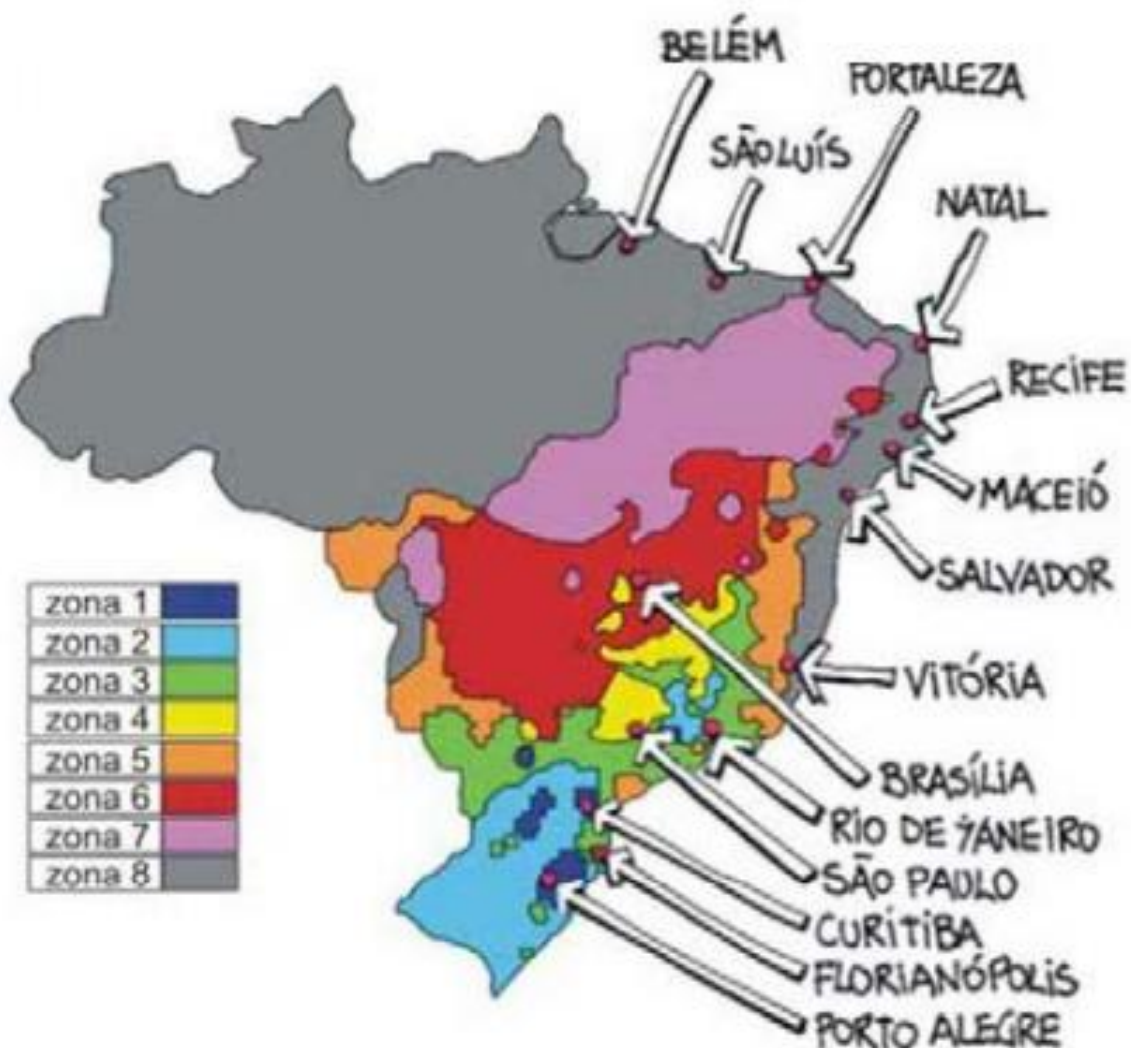 BELÉM
FORTALEZA
SÃO LUÍS
NATAL
RECIFE
MACEIÓ
SALVADOR
VITÓRIA
BRASÍLIA
RIO DE JANEIRO
SÃO PAULO
CURITIBA
FLORIANÓPOLIS
PORTO ALEGRE
zona 1
zona 2
zona 3
zona 4
zona 5
zona 6
zona 7
zona 8